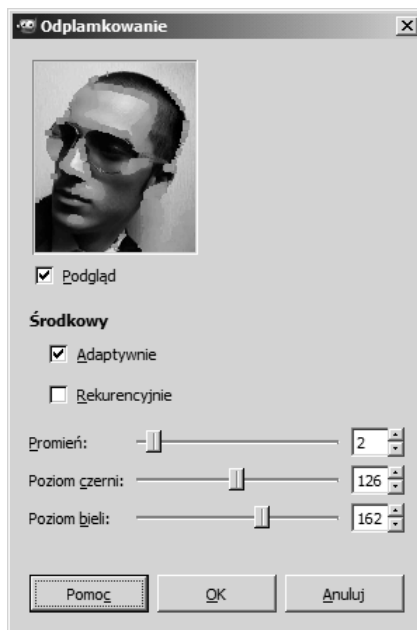 Odplamkowanie
Podgląd
Środkowy
Adaptywnie
Rekurencyjnie
Promień: 2
Poziom czerni: 126
Poziom bieli: 162
Pomoc OK Anuluj